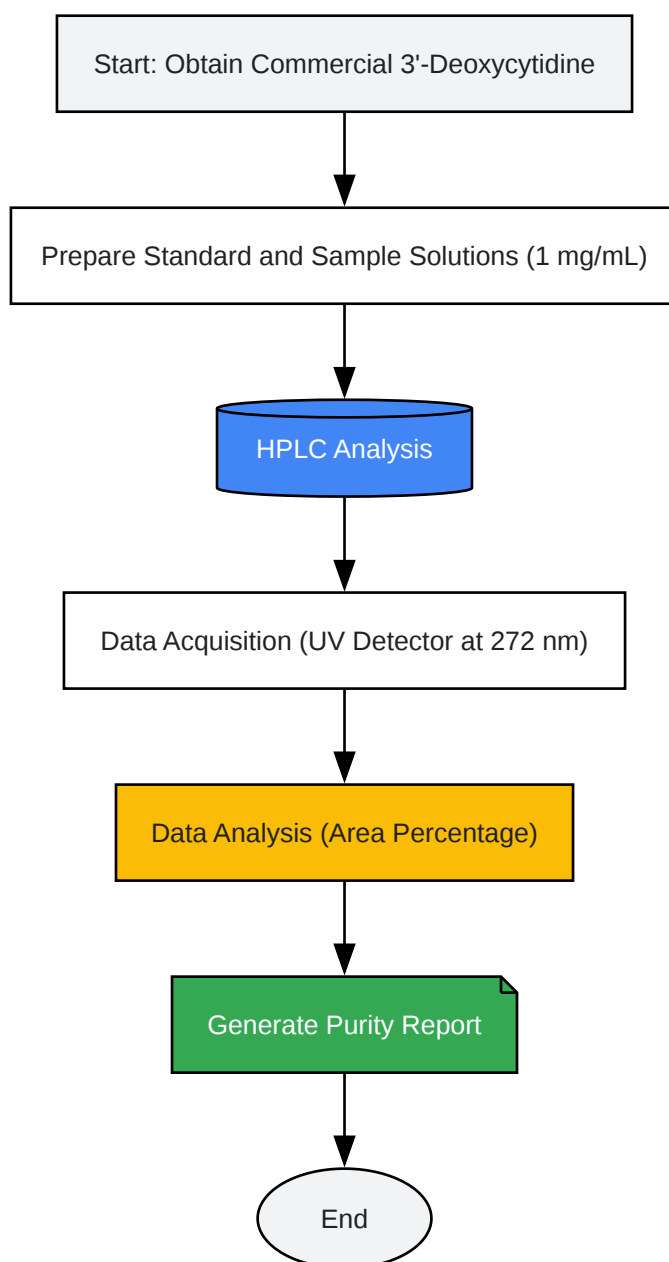 Start: Obtain Commercial 3'-Deoxycytidine
Prepare Standard and Sample Solutions (1 mg/mL)
HPLC Analysis
Data Acquisition (UV Detector at 272 nm)
Data Analysis (Area Percentage)
Generate Purity Report
End